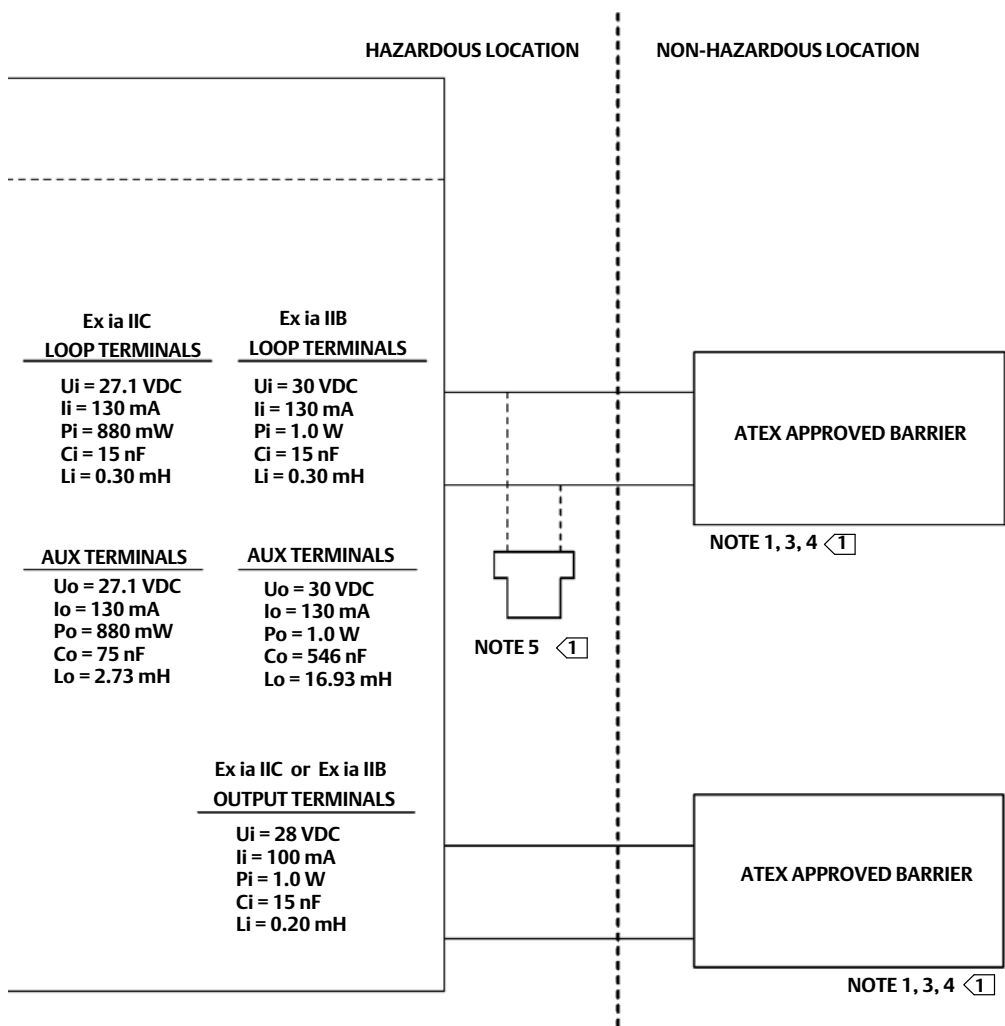 HAZARDOUS LOCATION
NON-HAZARDOUS LOCATION
Ex ia IIC
LOOP TERMINALS
Ui = 27.1 VDC
Ii = 130 mA
Pi = 880 mW
Ci = 15 nF
Li = 0.30 mH
Ex ia IIB
LOOP TERMINALS
Ui = 30 VDC
Ii = 130 mA
Pi = 1.0 W
Ci = 15 nF
Li = 0.30 mH
ATEX APPROVED BARRIER
NOTE 1, 3, 4 1
AUX TERMINALS
Uo = 27.1 VDC
Io = 130 mA
Po = 880 mW
Co = 75 nF
Lo = 2.73 mH
AUX TERMINALS
Uo = 30 VDC
Io = 130 mA
Po = 1.0 W
Co = 546 nF
Lo = 16.93 mH
NOTE 5 1
Ex ia IIC or Ex ia IIB
OUTPUT TERMINALS
Ui = 28 VDC
Ii = 100 mA
Pi = 1.0 W
Ci = 15 nF
Li = 0.20 mH
ATEX APPROVED BARRIER
NOTE 1, 3, 4 1